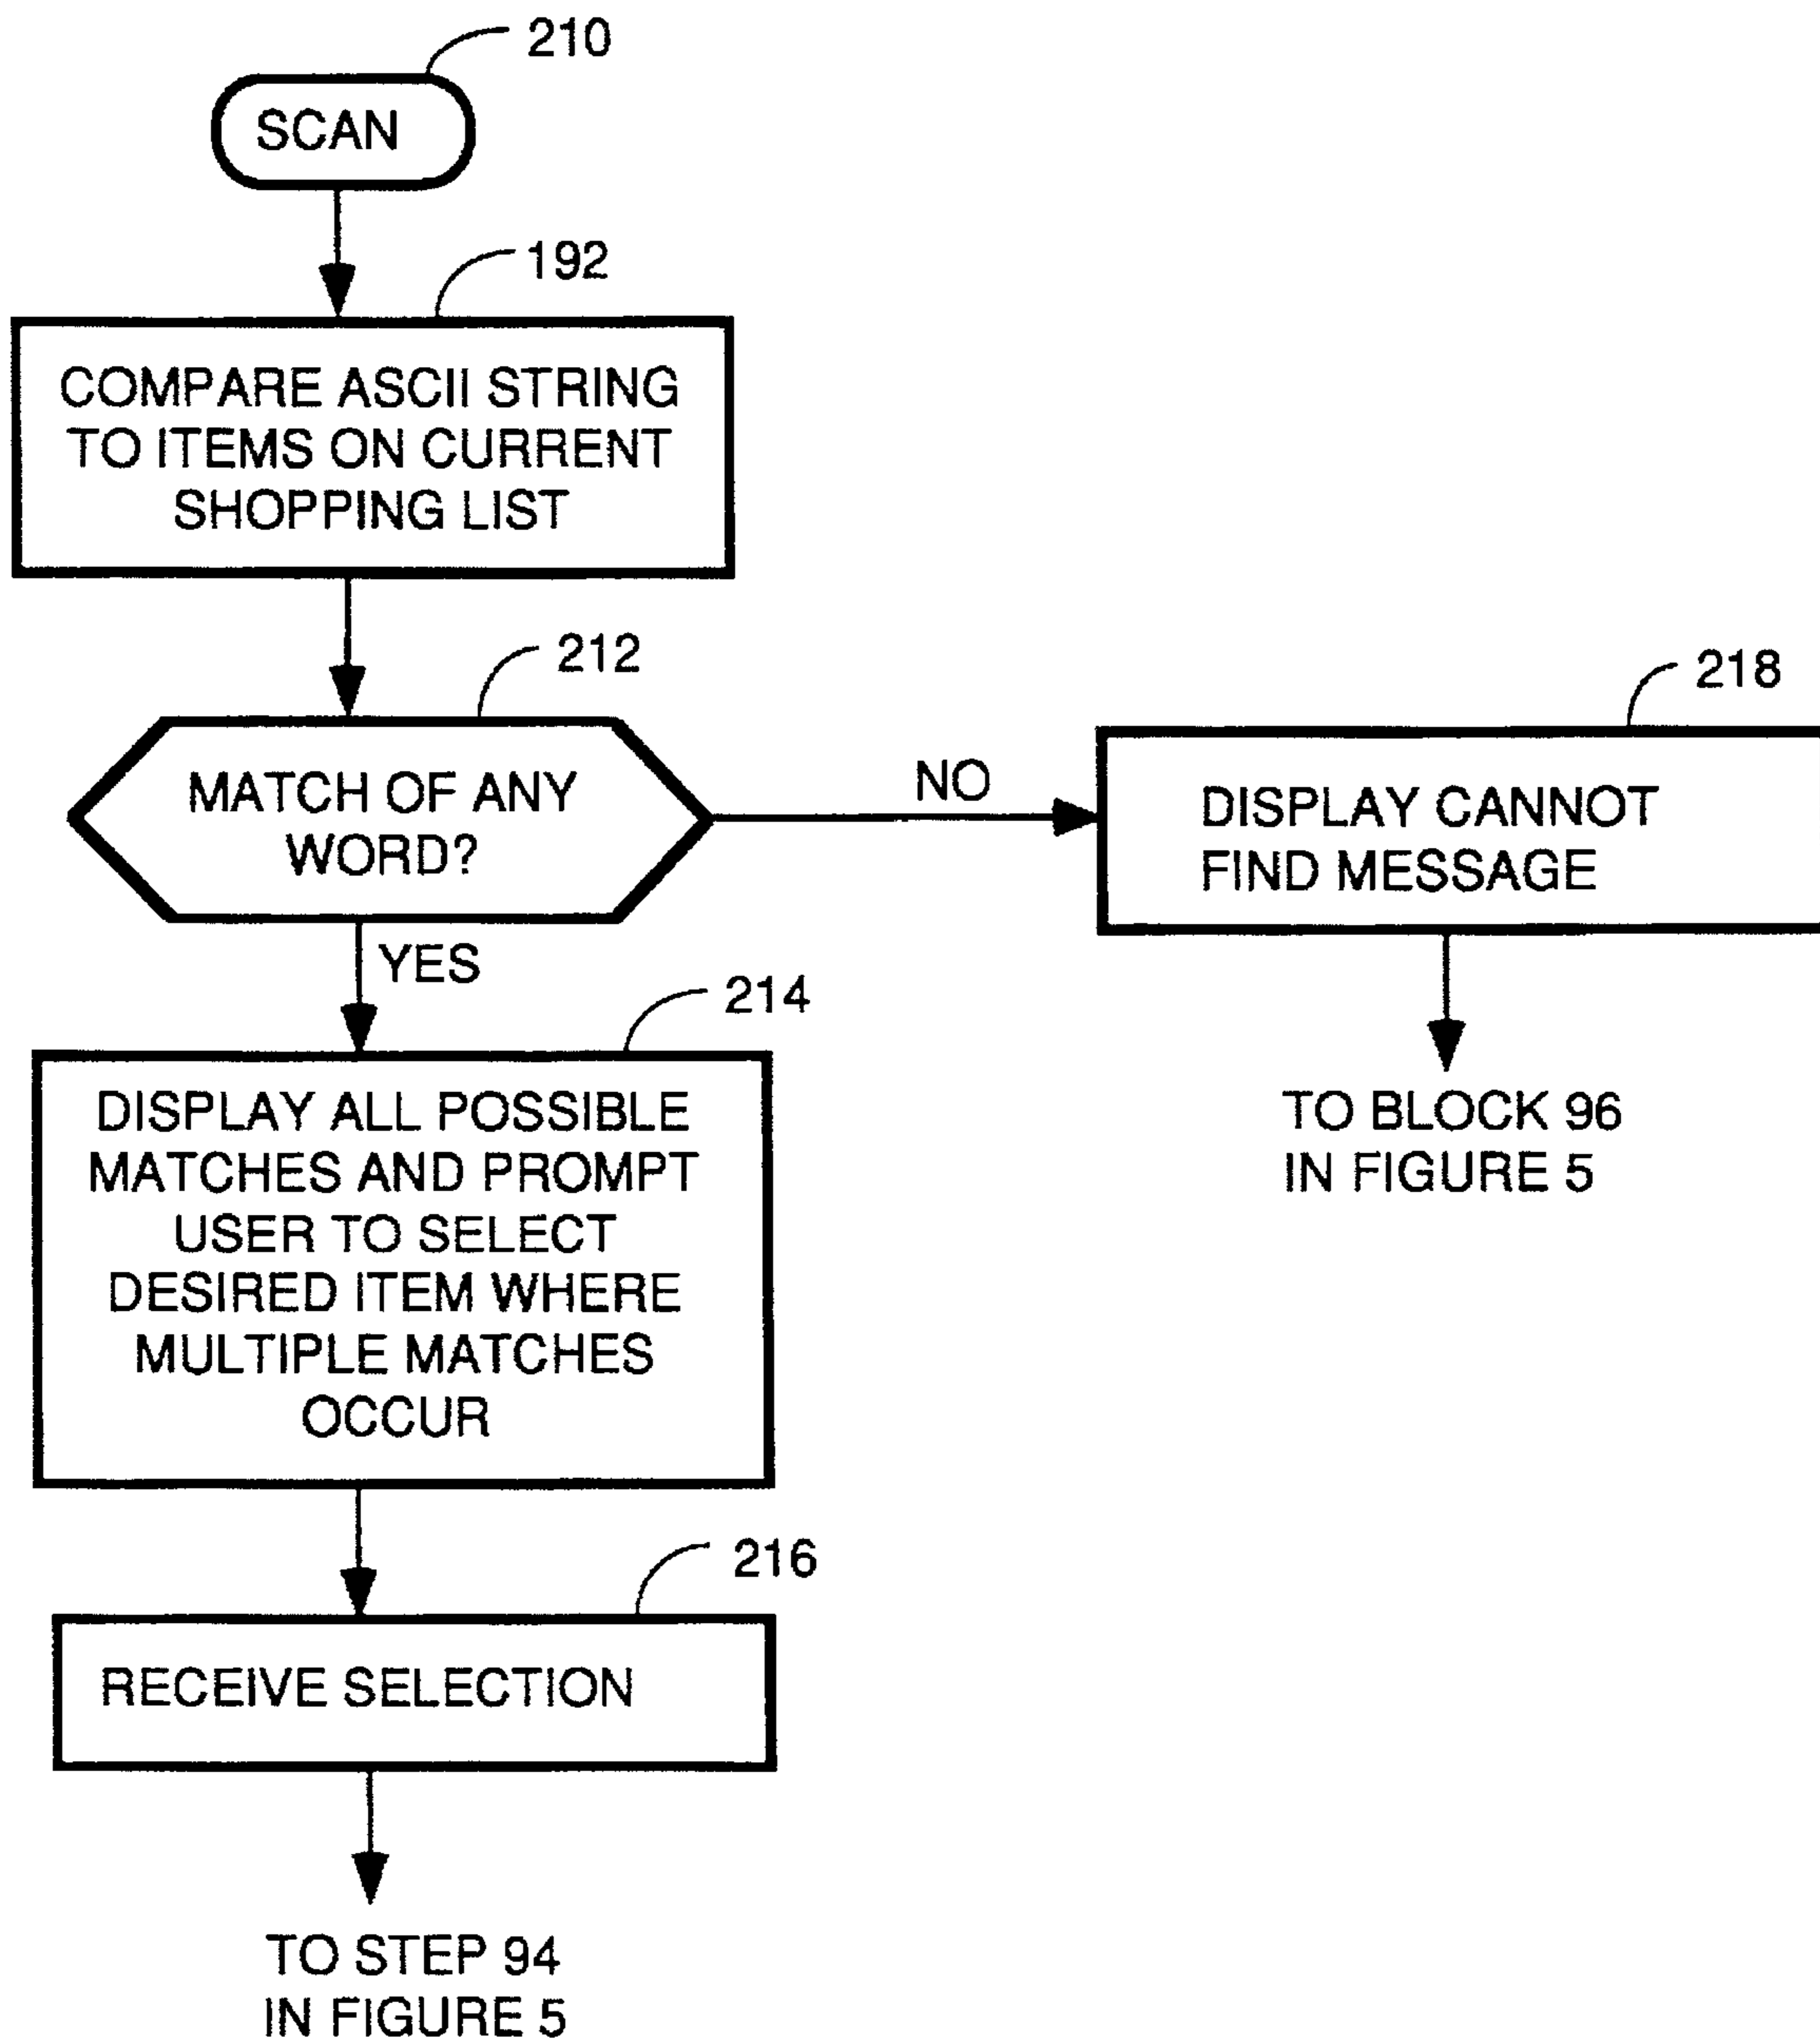 210
SCAN
192
COMPARE ASCII STRING
TO ITEMS ON CURRENT
SHOPPING LIST
212
MATCH OF ANY
WORD?
NO
218
DISPLAY CANNOT
FIND MESSAGE
TO BLOCK 96
IN FIGURE 5
YES
214
DISPLAY ALL POSSIBLE
MATCHES AND PROMPT
USER TO SELECT
DESIRED ITEM WHERE
MULTIPLE MATCHES
OCCUR
216
RECEIVE SELECTION
TO STEP 94
IN FIGURE 5